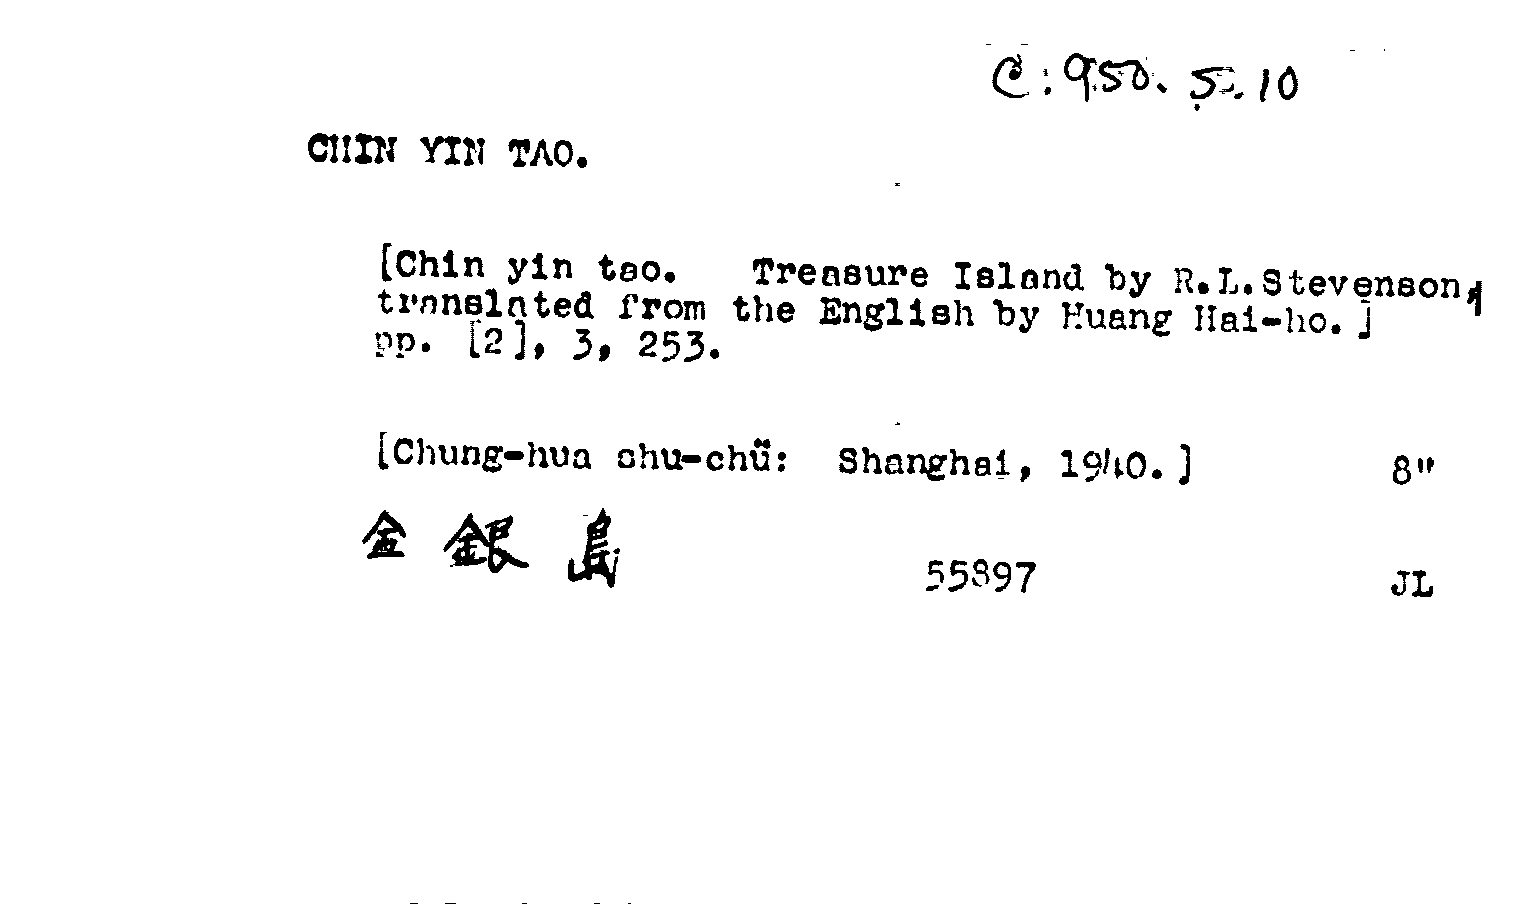 C: 950. 5. 10
CHIN YIN TAO.
[Chin yin tao. Treasure Island by R.L.Stevenson,
translated from the English by Huang Hai-ho.]
pp. [2], 3, 253.
[Chung-hua shu-chü: Shanghai, 1940.] 8"
金 銀 島
55897 JL